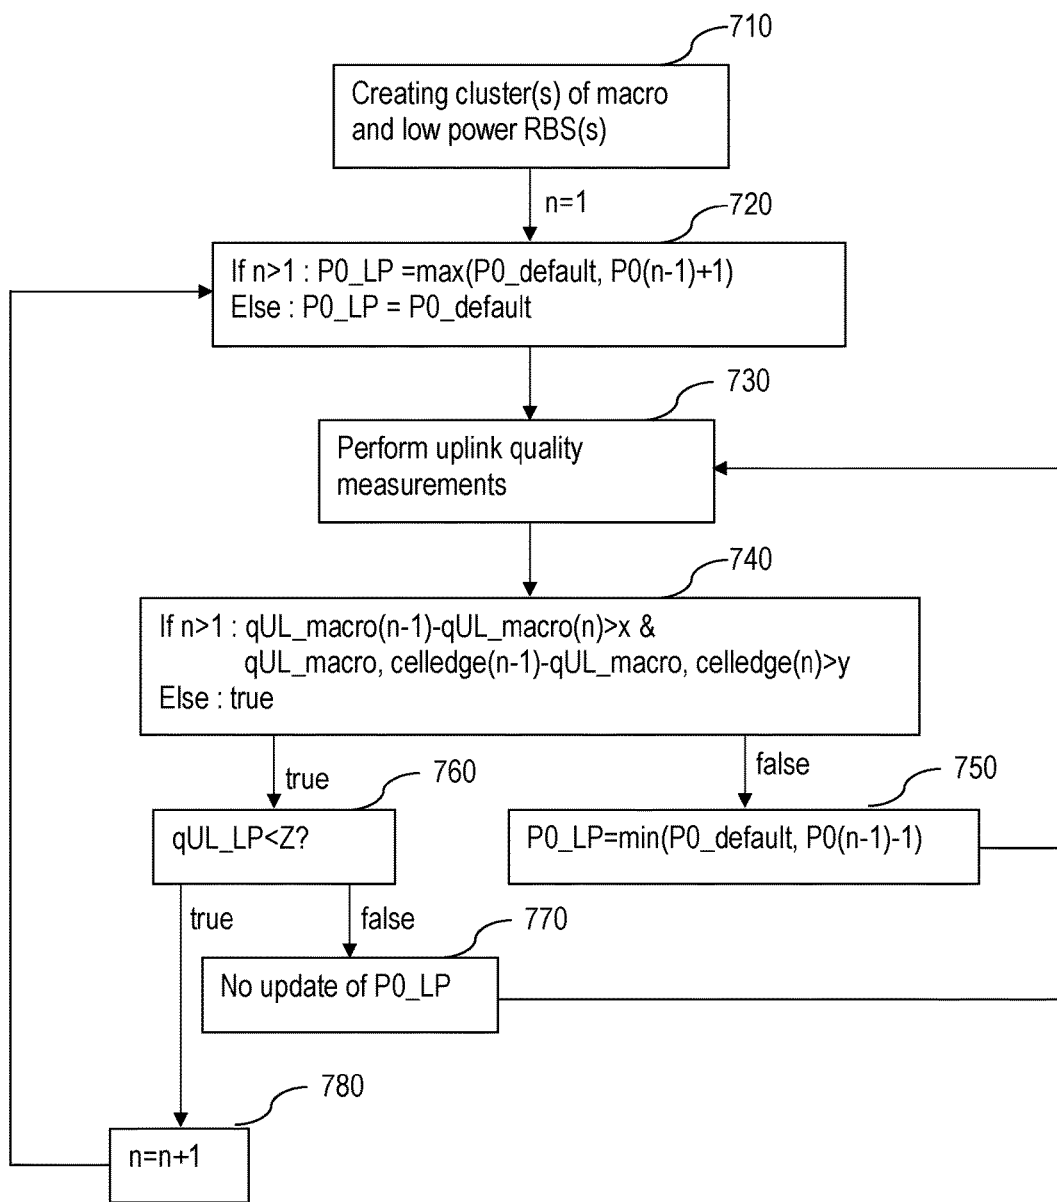 710
Creating cluster(s) of macro
and low power RBS(s)
n=1
720
If n>1 : P0_LP =max(P0_default, P0(n-1)+1)
Else : P0_LP = P0_default
730
Perform uplink quality
measurements
740
If n>1 : qUL_macro(n-1)-qUL_macro(n)>x &
qUL_macro, celledge(n-1)-qUL_macro, celledge(n)>y
Else : true
true
false
760
750
qUL_LP<Z?
P0_LP=min(P0_default, P0(n-1)-1)
true
false
770
No update of P0_LP
780
n=n+1